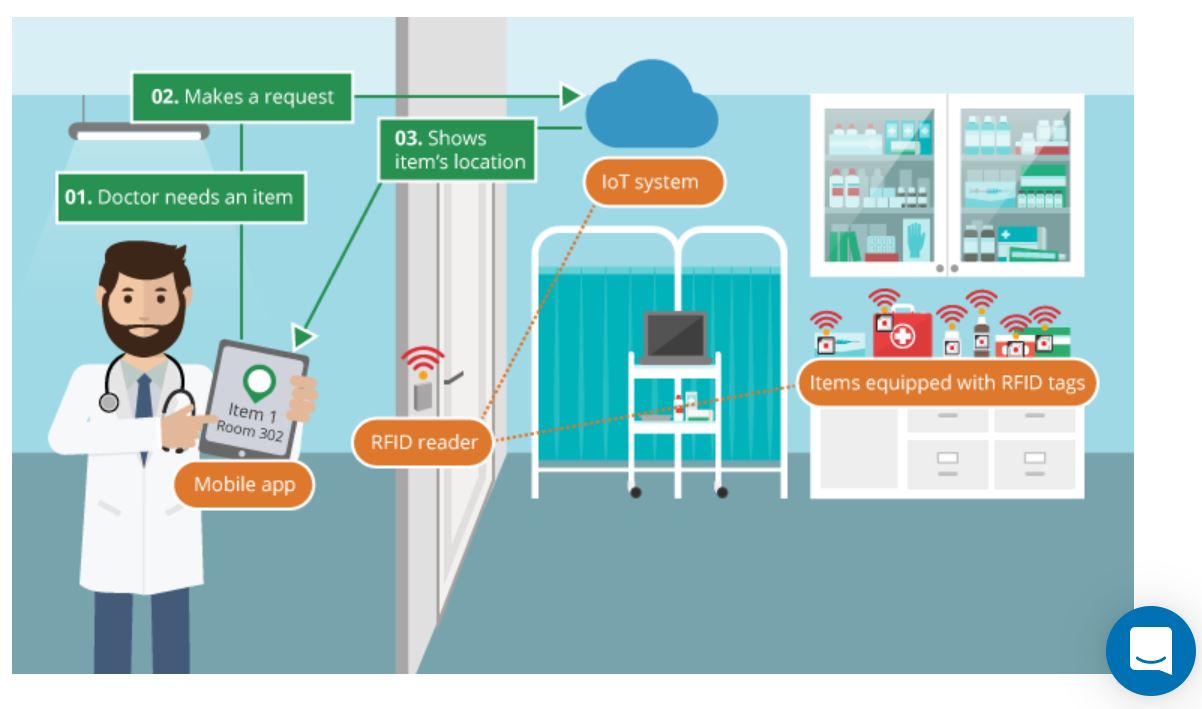 02. Makes a request
03. Shows
item's location
01. Doctor needs an item
IoT system
Item 1
Room 302
Items equipped with RFID tags
RFID reader
Mobile app